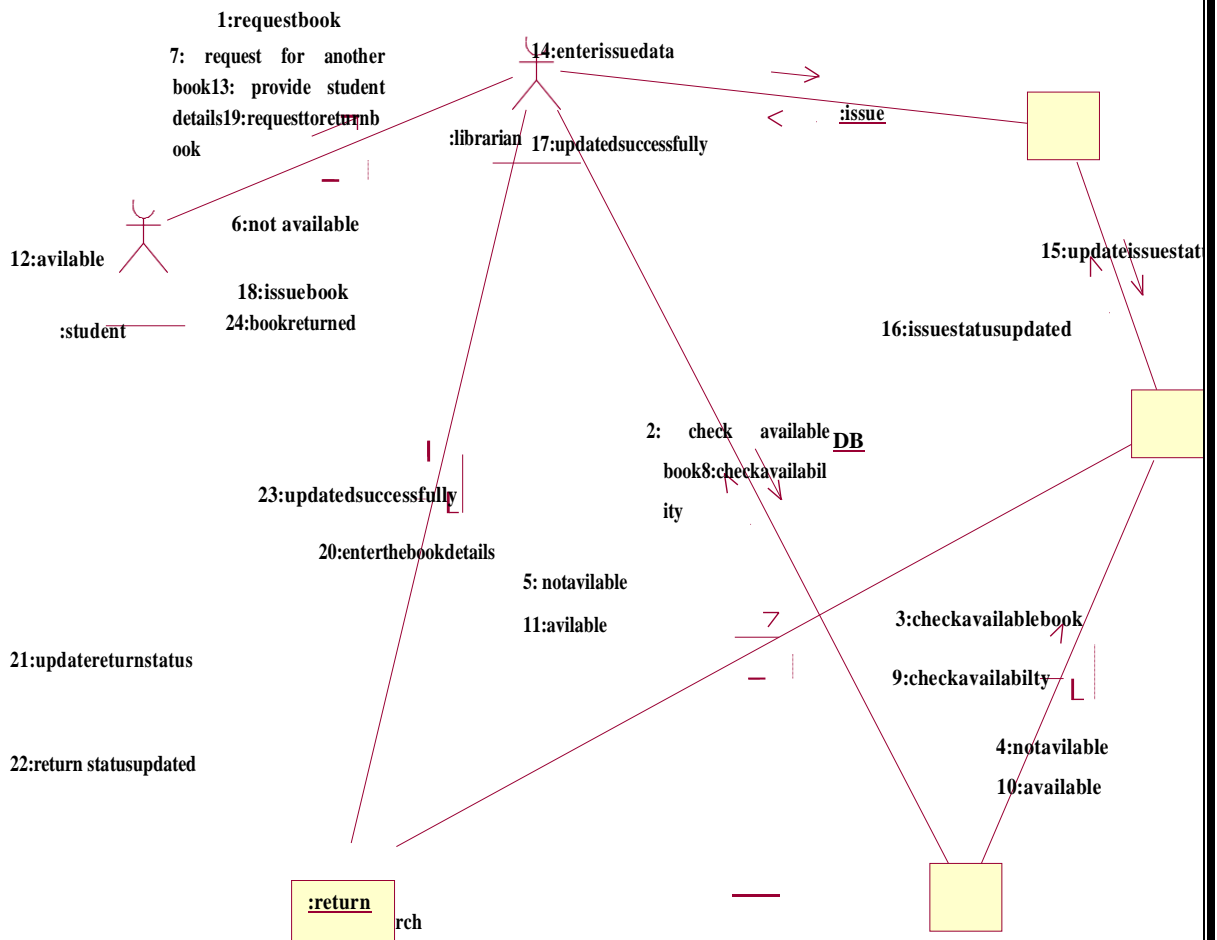 1:requestbook
7: request for another
book13: provide student
details19:requesttoreturnb
ook
14:enterissuedata
:issue
:librarian
17:updatedsuccessfully
6:not available
12:avilable
15:updateissuestat
18:issuebook
24:bookreturned
:student
16:issuestatusupdated
2: check available
DB
book8:checkavailabil
ity
23:updatedsuccessfully
20:enterthebookdetails
5: notavilable
11:avilable
3:checkavailablebook
21:updatereturnstatus
9:checkavailabilty
4:notavilable
22:return statusupdated
10:available
:return
rch